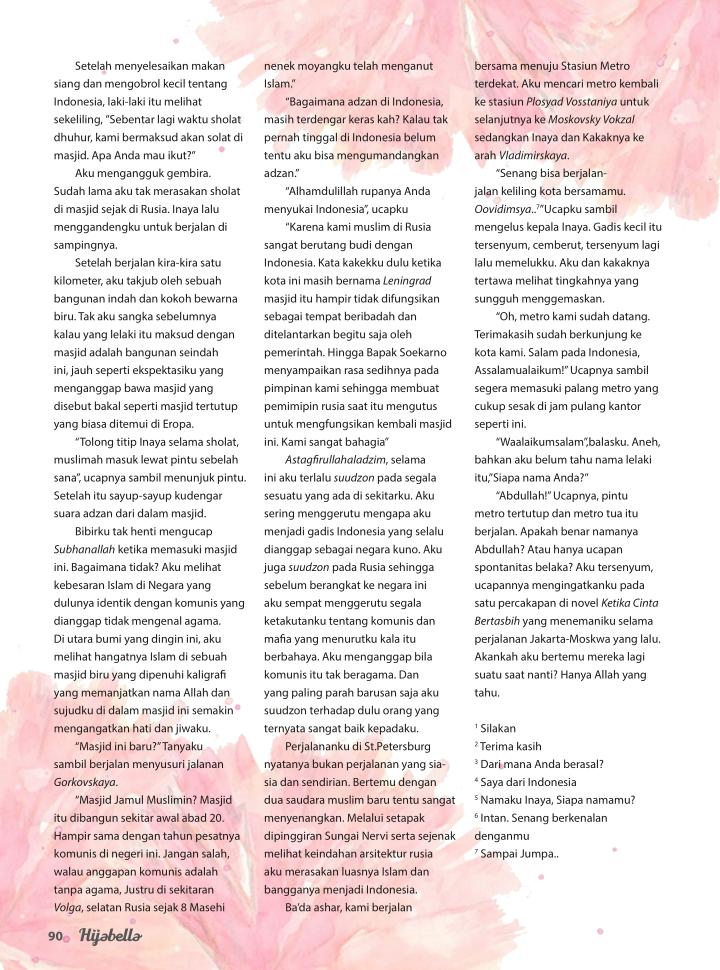 Setelah menyelesaikan makan
siang dan mengobrol kecil tentang
Indonesia, laki-laki itu melihat
sekeliling, “Sebentar lagi waktu sholat
dhuhur, kami bermaksud akan solat di
masjid. Apa Anda mau ikut?”
Aku mengangguk gembira.
Sudah lama aku tak merasakan sholat
di masjid sejak di Rusia. Inaya lalu
menggandengku untuk berjalan di
sampingnya.
Setelah berjalan kira-kira satu
kilometer, aku takjub oleh sebuah
bangunan indah dan kokoh bewarna
biru. Tak aku sangka sebelumnya
kalau yang lelaki itu maksud dengan
masjid adalah bangunan seindah
ini, jauh seperti ekspektasiku yang
menganggap bawa masjid yang
disebut bakal seperti masjid tertutup
yang biasa ditemui di Eropa.
“Tolong titip Inaya selama sholat,
muslimah masuk lewat pintu sebelah
sana”, ucapnya sambil menunjuk pintu.
Setelah itu sayup-sayup kudengar
suara adzan dari dalam masjid.
Bibirku tak henti mengucap
Subhanallah ketika memasuki masjid
ini. Bagaimana tidak? Aku melihat
kebesaran Islam di Negara yang
dulunya identik dengan komunis yang
dianggap tidak mengenal agama.
Di utara bumi yang dingin ini, aku
melihat hangatnya Islam di sebuah
masjid biru yang dipenuhi kaligrafi
yang memanjatkan nama Allah dan
sujudku di dalam masjid ini semakin
mengangatkan hati dan jiwaku.
“Masjid ini baru?” Tanyaku
sambil berjalan menyusuri jalanan
Gorkovskaya.
“Masjid Jamul Muslimin? Masjid
itu dibangun sekitar awal abad 20.
Hampir sama dengan tahun pesatnya
komunis di negeri ini. Jangan salah,
walau anggapan komunis adalah
tanpa agama, Justru di sekitaran
Volga, selatan Rusia sejak 8 Masehi
nenek moyangku telah menganut
Islam.”
“Bagaimana adzan di Indonesia,
masih terdengar keras kah? Kalau tak
pernah tinggal di Indonesia belum
tentu aku bisa mengumandangkan
adzan.”
“Alhamdulillah rupanya Anda
menyukai Indonesia”, ucapku
“Karena kami muslim di Rusia
sangat berutang budi dengan
Indonesia. Kata kakekku dulu ketika
kota ini masih bernama Leningrad
masjid itu hampir tidak difungsikan
sebagai tempat beribadah dan
ditelantarkan begitu saja oleh
pemerintah. Hingga Bapak Soekarno
menyampaikan rasa sedihnya pada
pimpinan kami sehingga membuat
pemimipin rusia saat itu mengutus
untuk mengfungsikan kembali masjid
ini. Kami sangat bahagia”
Astagfirullahaladzim, selama
ini aku terlalu suudzon pada segala
sesuatu yang ada di sekitarku. Aku
sering menggerutu mengapa aku
menjadi gadis Indonesia yang selalu
dianggap sebagai negara kuno. Aku
juga suudzon pada Rusia sehingga
sebelum berangkat ke negara ini
aku sempat menggerutu segala
ketakutanku tentang komunis dan
mafia yang menurutku kala itu
berbahaya. Aku menganggap bila
komunis itu tak beragama. Dan
yang paling parah barusan saja aku
suudzon terhadap dulu orang yang
ternyata sangat baik kepadaku.
Perjalananku di St.Petersburg
nyatanya bukan perjalanan yang sia-
sia dan sendirian. Bertemu dengan
dua saudara muslim baru tentu sangat
menyenangkan. Melalui setapak
dipinggiran Sungai Nervi serta sejenak
melihat keindahan arsitektur rusia
aku merasakan luasnya Islam dan
bangganya menjadi Indonesia.
Ba’da ashar, kami berjalan
bersama menuju Stasiun Metro
terdekat. Aku mencari metro kembali
ke stasiun Plosyad Vosstaniya untuk
selanjutnya ke Moskovsky Vokzal
sedangkan Inaya dan Kakaknya ke
arah Vladimirskaya.
“Senang bisa berjalan-
jalan keliling kota bersamamu.
Oovidimsya..⁷“Ucapku sambil
mengelus kepala Inaya. Gadis kecil itu
tersenyum, cemberut, tersenyum lagi
lalu memelukku. Aku dan kakaknya
tertawa melihat tingkahnya yang
sungguh menggemaskan.
“Oh, metro kami sudah datang.
Terimakasih sudah berkunjung ke
kota kami. Salam pada Indonesia,
Assalamualaikum!” Ucapnya sambil
segera memasuki palang metro yang
cukup sesak di jam pulang kantor
seperti ini.
“Waalaikumsalam”,balasku. Aneh,
bahkan aku belum tahu nama lelaki
itu,”Siapa nama Anda?”
“Abdullah!” Ucapnya, pintu
metro tertutup dan metro tua itu
berjalan. Apakah benar namanya
Abdullah? Atau hanya ucapan
spontanitas belaka? Aku tersenyum,
ucapannya mengingatkanku pada
satu percakapan di novel Ketika Cinta
Bertasbih yang menemaniku selama
perjalanan Jakarta-Moskwa yang lalu.
Akankah aku bertemu mereka lagi
suatu saat nanti? Hanya Allah yang
tahu.
¹ Silakan
² Terima kasih
³ Dari mana Anda berasal?
⁴ Saya dari Indonesia
⁵ Namaku Inaya, Siapa namamu?
⁶ Intan. Senang berkenalan
denganmu
⁷ Sampai Jumpa..
90 Hijabella